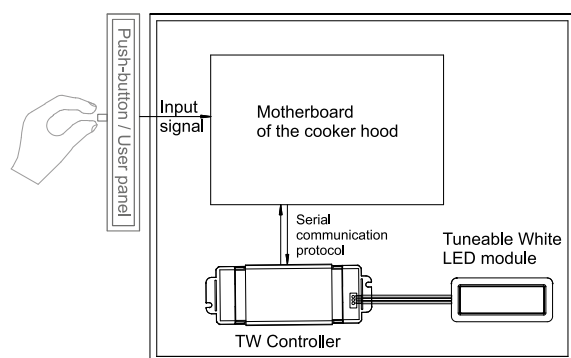 Push-button / User panel
Input
signal
Motherboard
of the cooker hood
Serial
communication
protocol
Tuneable White
LED module
TW Controller